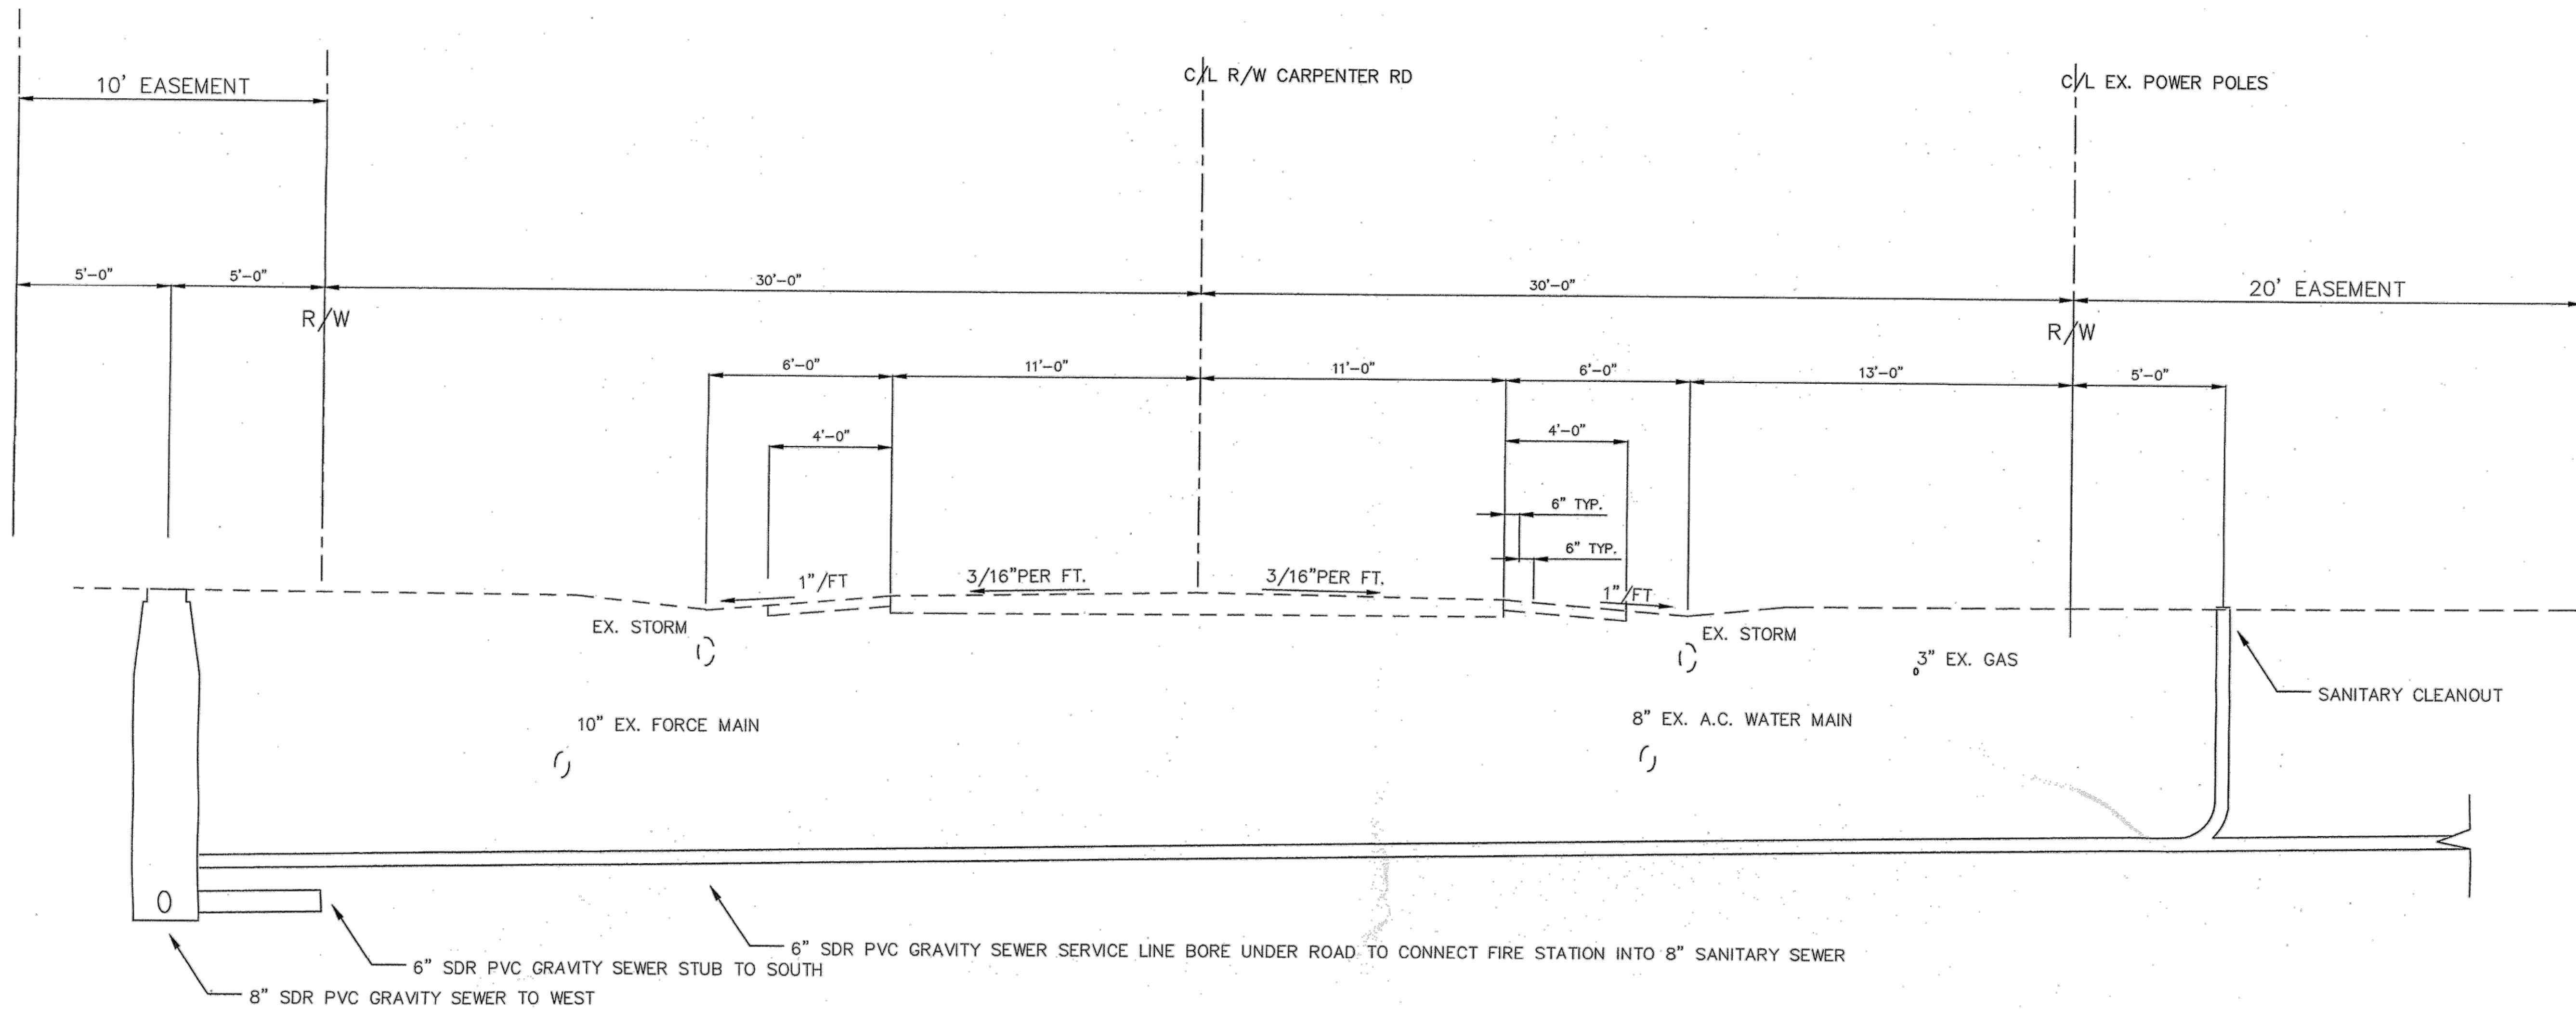 C/L R/W CARPENTER RD
C/L EX. POWER POLES
10' EASEMENT
5'-0"
5'-0"
30'-0"
30'-0"
20' EASEMENT
R/W
R/W
6'-0"
11'-0"
11'-0"
6'-0"
13'-0"
5'-0"
4'-0"
4'-0"
6" TYP.
6" TYP.
1"/FT
3/16"PER FT.
3/16"PER FT.
1"/FT
EX. STORM
EX. STORM
3" EX. GAS
SANITARY CLEANOUT
10" EX. FORCE MAIN
8" EX. A.C. WATER MAIN
6" SDR PVC GRAVITY SEWER SERVICE LINE BORE UNDER ROAD TO CONNECT FIRE STATION INTO 8" SANITARY SEWER
6" SDR PVC GRAVITY SEWER STUB TO SOUTH
8" SDR PVC GRAVITY SEWER TO WEST